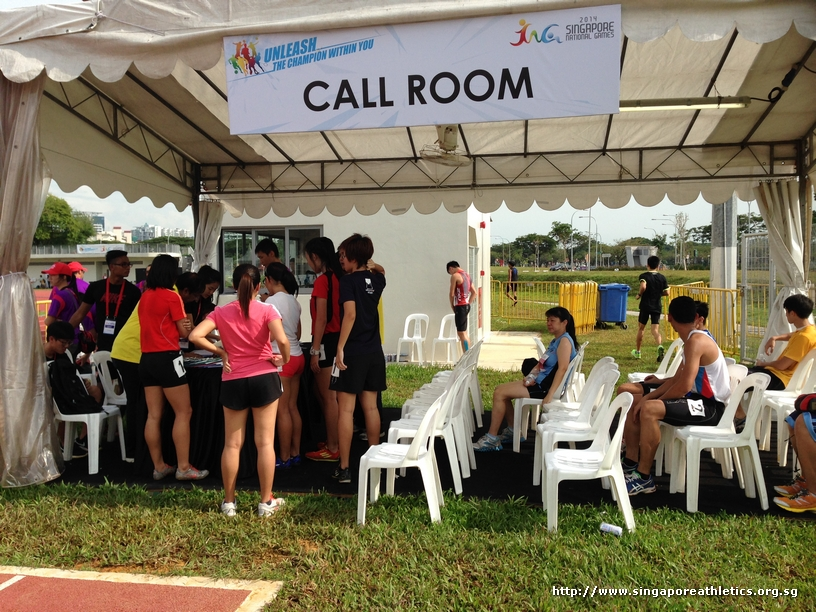 UNLEASH
THE CHAMPION WITHIN YOU
2014
SINGAPORE
NATIONAL GAMES
CALL ROOM
http://www.singaporeathletics.org.sg